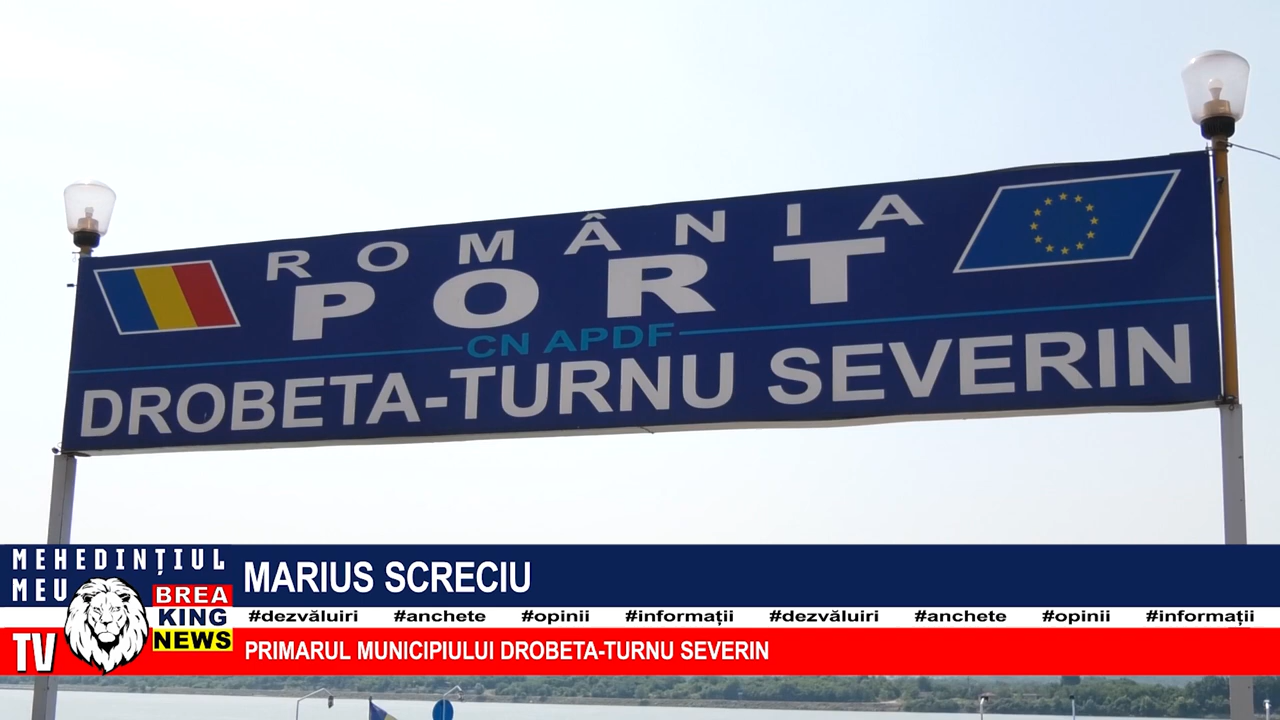 ROMÂNIA
PORT
CN APDF
DROBETA-TURNU SEVERIN
MEHEDINȚIUL
MEU
TV
BREA
KING
NEWS
MARIUS SCRECIU
#dezvăluiri #anchete #opinii #informații #dezvăluiri #anchete #opinii #informații
PRIMARUL MUNICIPIULUI DROBETA-TURNU SEVERIN